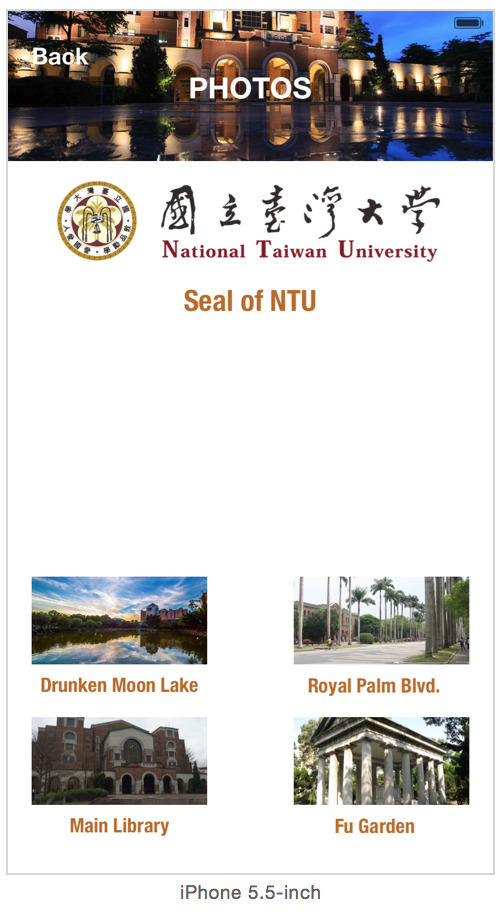 Back
PHOTOS
國立臺灣大學
National Taiwan University
Seal of NTU
Drunken Moon Lake
Royal Palm Blvd.
Main Library
Fu Garden
iPhone 5.5-inch